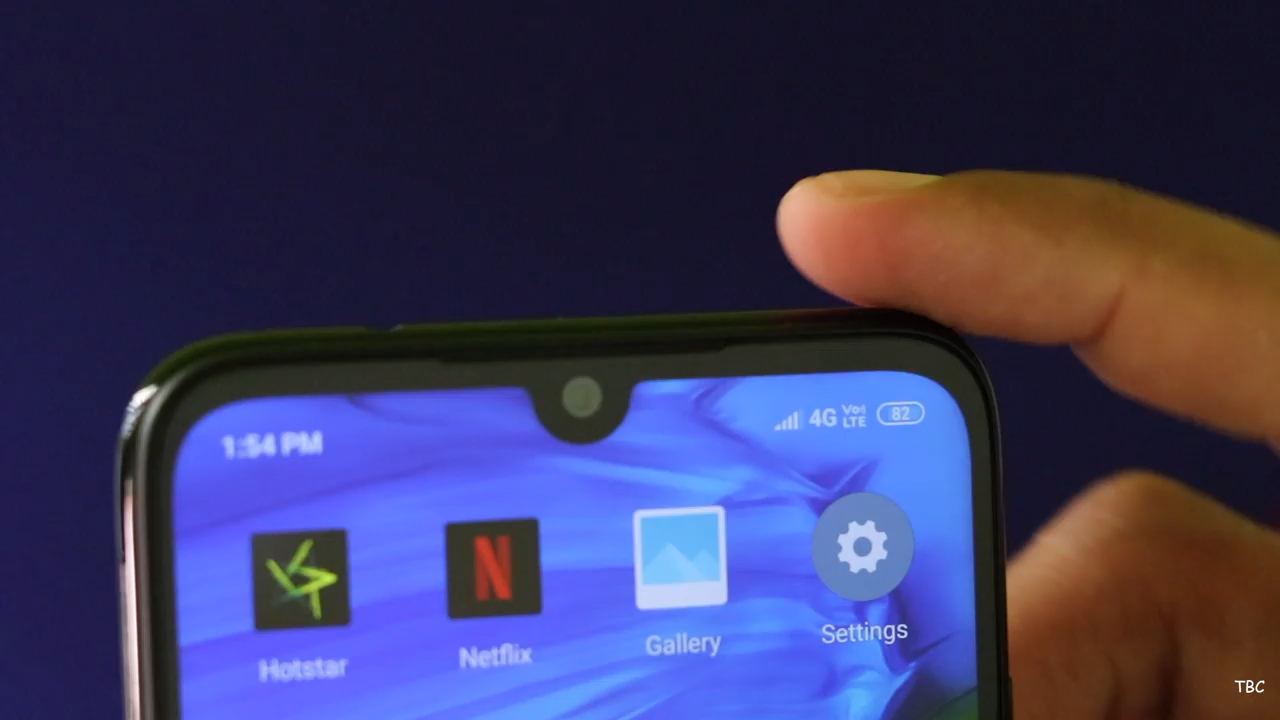 1:54 PM
4G Vo) LTE 82
N
Hotstar
Netflix
Gallery
Settings
TBC